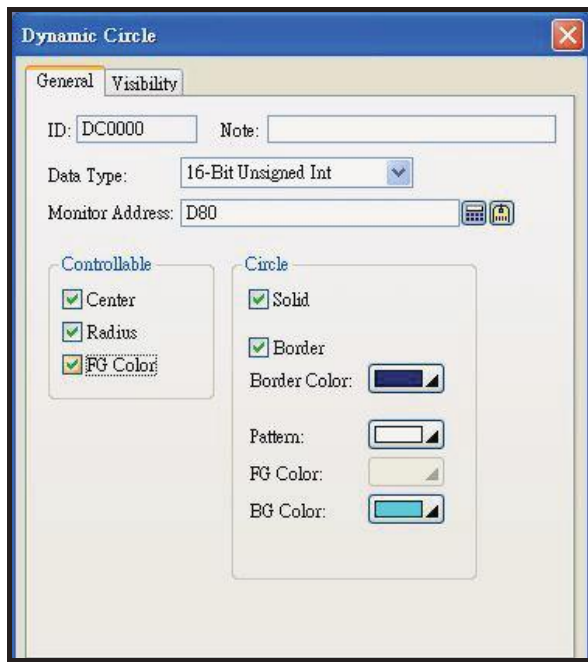 Dynamic Circle
General Visibility
ID: DC0000 Note:
Data Type: 16-Bit Unsigned Int
Monitor Address: D80
Controllable
Center
Radius
FG Color
Circle
Solid
Border
Border Color:
Pattern:
FG Color:
BG Color: